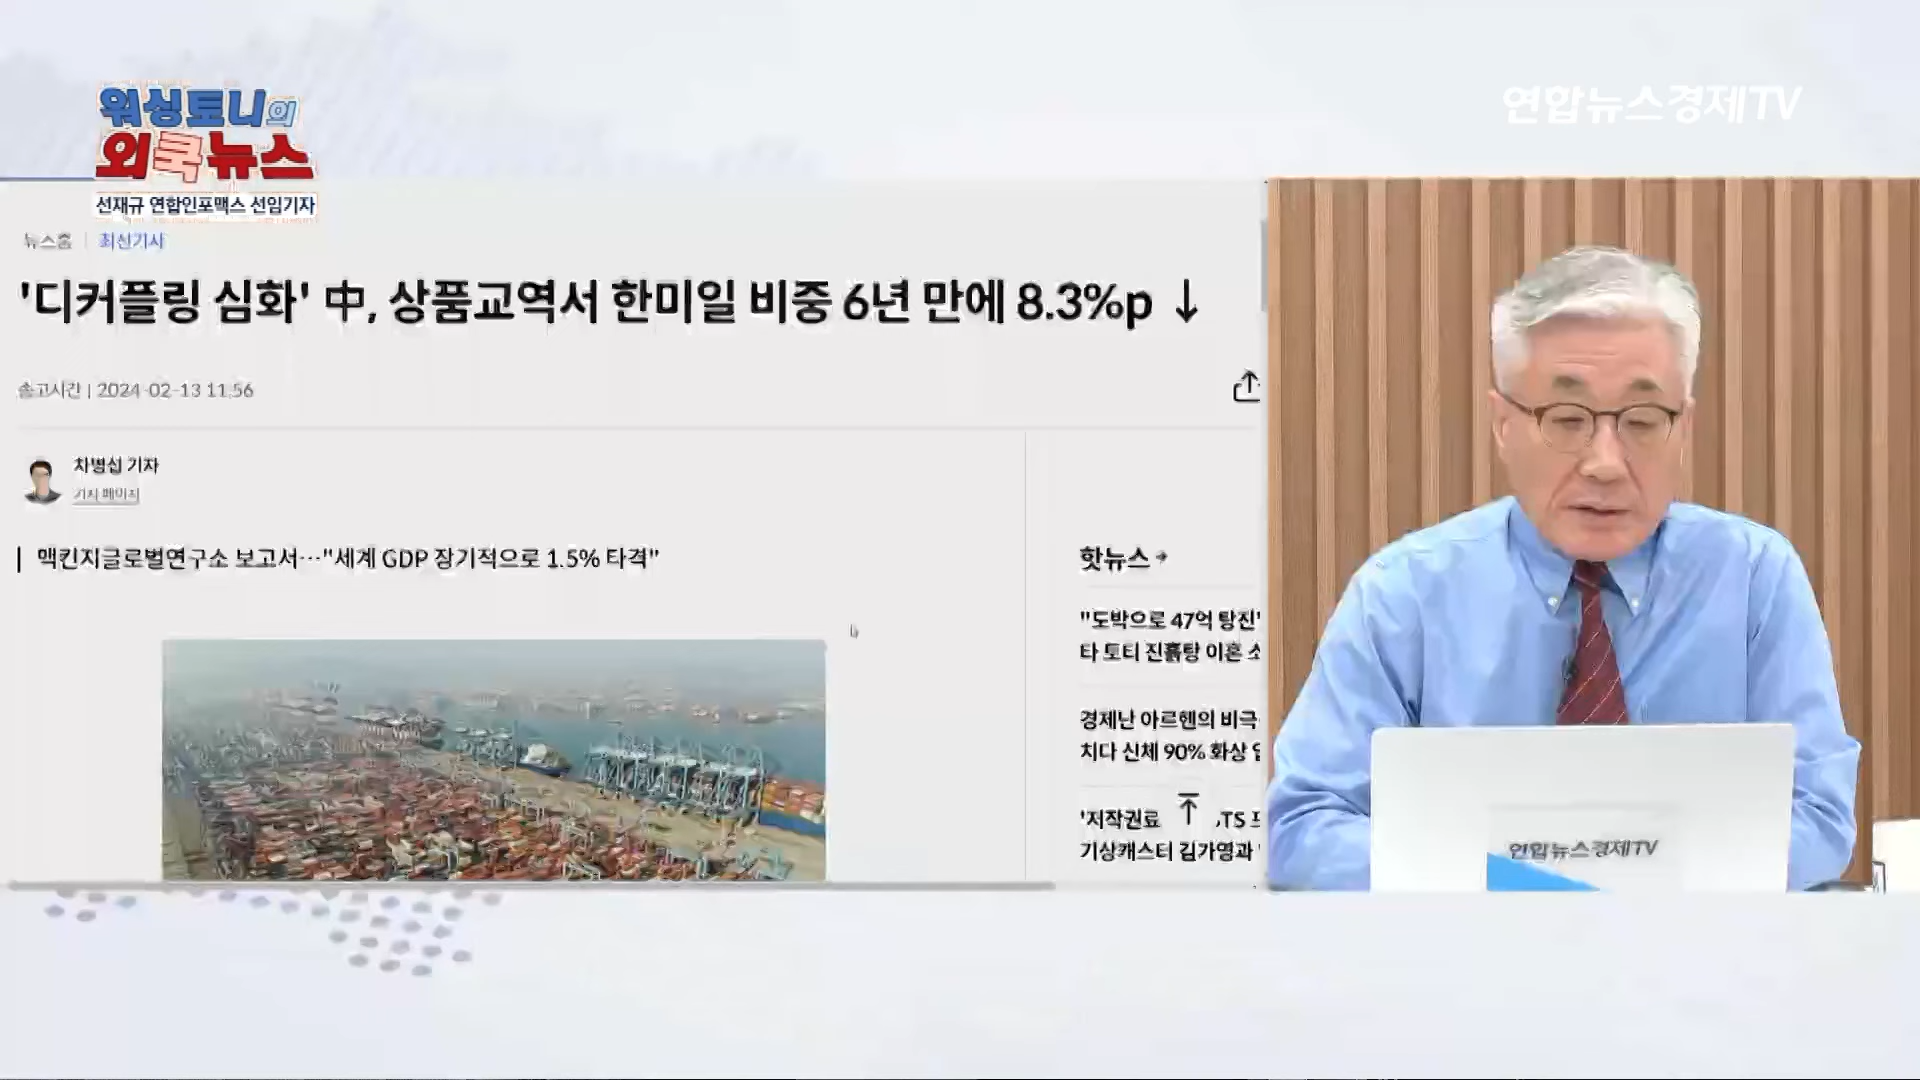 워싱토니의
외쿡뉴스
선재규 연합인포맥스 선임기자
연합뉴스경제TV
뉴스홈 | 최신기사
'디커플링 심화' 中, 상품교역서 한미일 비중 6년 만에 8.3%p ↓
송고시간 | 2024-02-13 11:56
차병섭 기자
기자 페이지
맥킨지글로벌연구소 보고서…"세계 GDP 장기적으로 1.5% 타격"
핫뉴스
"도박으로 47억 탕진"
타 토티 진흙탕 이혼 소
경제난 아르헨의 비극
치다 신체 90% 화상 입
'저작권료 TS
기상캐스터 김가영과
연합뉴스경제TV